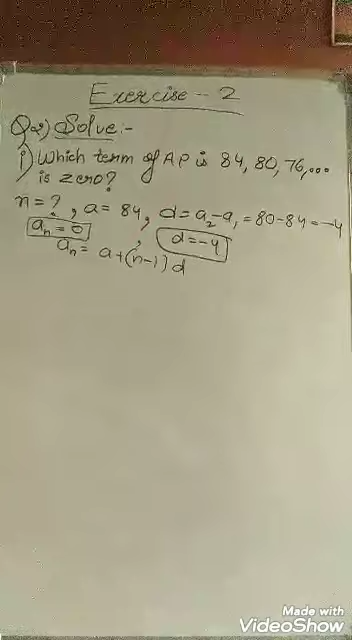 Exercise - 2
Q2) Solve:-
i) Which term of AP is 84, 80, 76,...
is zero?
n = ? , a = 84, d = a₂-a₁ = 80-84 = -4
aₙ = 0 , d = -4
aₙ = a+(n-1)d
Made with
VideoShow